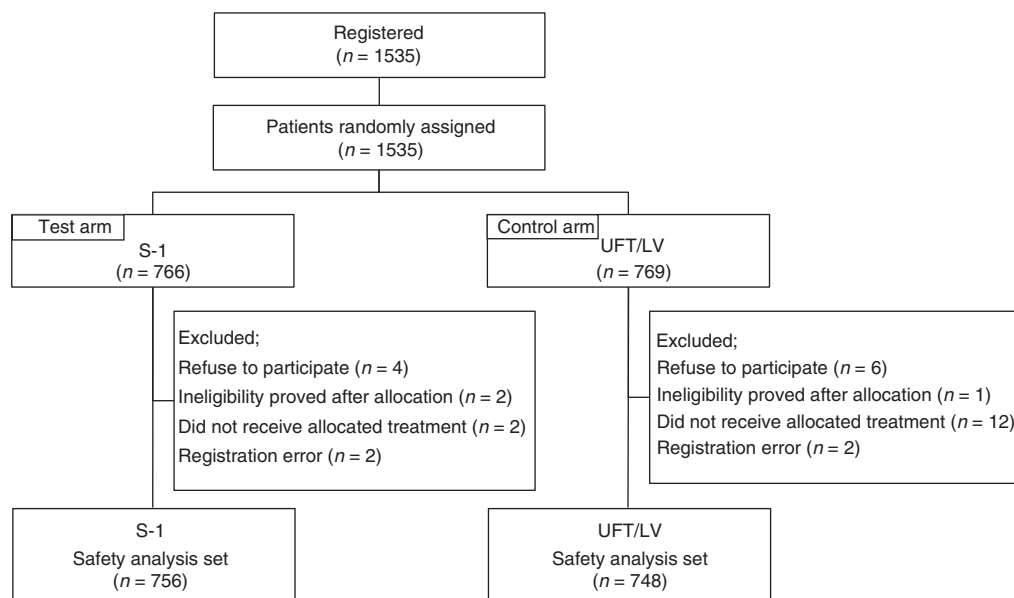 Registered
(n = 1535)
Patients randomly assigned
(n = 1535)
Test arm
S-1
(n = 766)
Control arm
UFT/LV
(n = 769)
Excluded;
Refuse to participate (n = 4)
Ineligibility proved after allocation (n = 2)
Did not receive allocated treatment (n = 2)
Registration error (n = 2)
Excluded;
Refuse to participate (n = 6)
Ineligibility proved after allocation (n = 1)
Did not receive allocated treatment (n = 12)
Registration error (n = 2)
S-1
Safety analysis set
(n = 756)
UFT/LV
Safety analysis set
(n = 748)